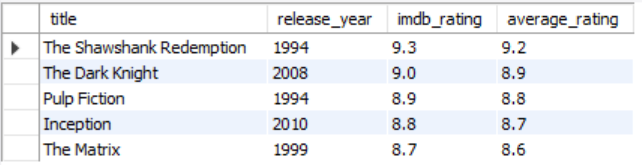 title release_year imdb_rating average_rating
The Shawshank Redemption 1994 9.3 9.2
The Dark Knight 2008 9.0 8.9
Pulp Fiction 1994 8.9 8.8
Inception 2010 8.8 8.7
The Matrix 1999 8.7 8.6